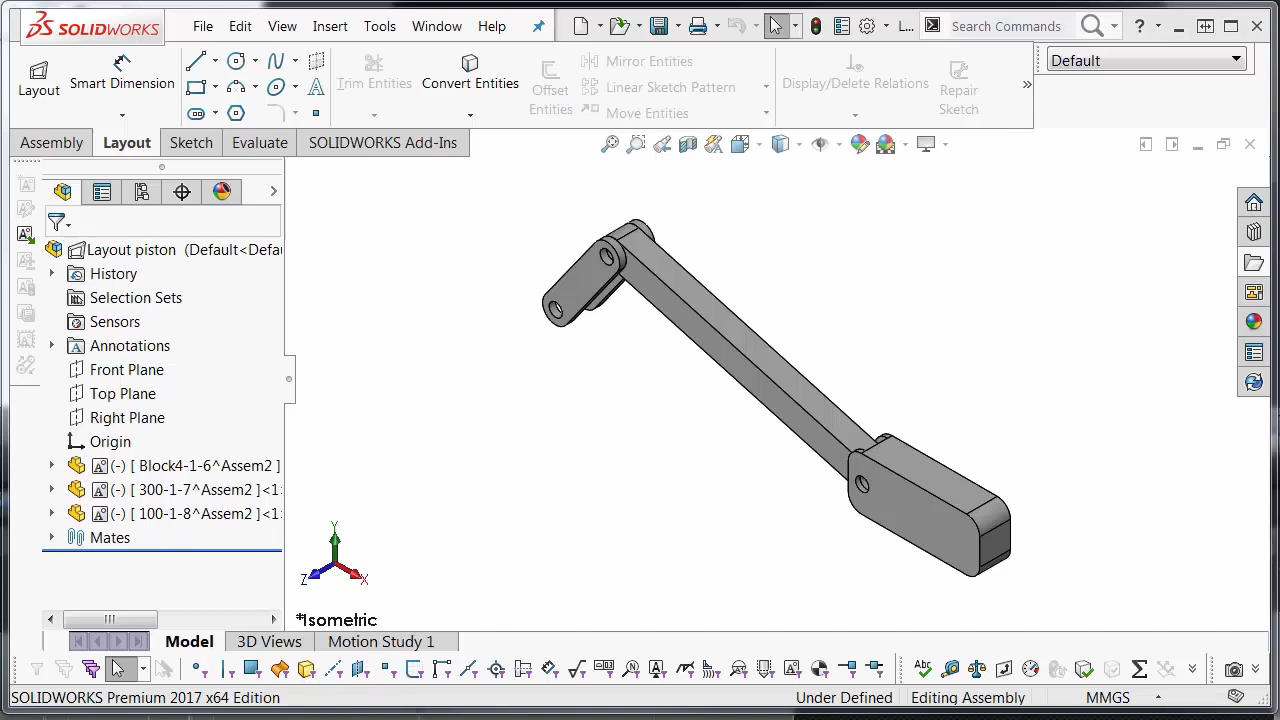 SOLIDWORKS
File Edit View Insert Tools Window Help
L...
Search Commands
?
Layout
Smart Dimension
Trim Entities
Convert Entities
Offset Entities
Mirror Entities
Linear Sketch Pattern
Move Entities
Display/Delete Relations
Repair Sketch
Default
Assembly Layout Sketch Evaluate SOLIDWORKS Add-Ins
Layout piston (Default<Defau
History
Selection Sets
Sensors
Annotations
Front Plane
Top Plane
Right Plane
Origin
(-) [ Block4-1-6^Assem2 ]
(-) [ 300-1-7^Assem2 ]<1:
(-) [ 100-1-8^Assem2 ]<1:
Mates
Y
Z
X
*Isometric
Model 3D Views Motion Study 1
SOLIDWORKS Premium 2017 x64 Edition
Under Defined
Editing Assembly
MMGS